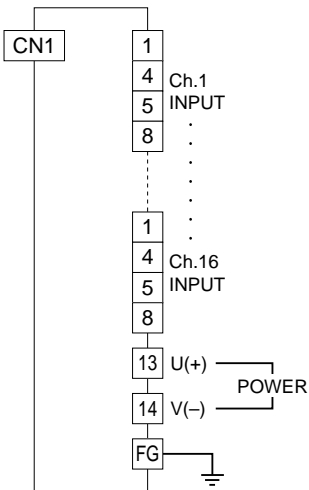 CN1
1
4
5
8
Ch.1
INPUT
1
4
5
8
Ch.16
INPUT
13 U(+)
POWER
14 V(–)
FG